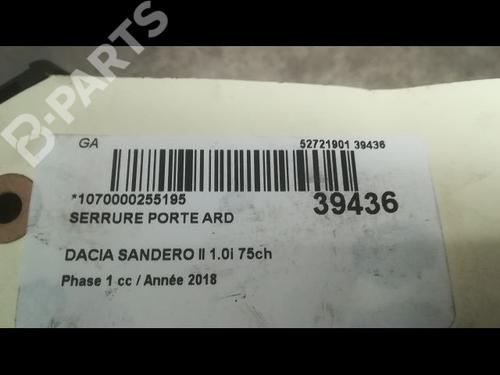 B-PARTS
GA
52721901 39436
*1070000255195
39436
SERRURE PORTE ARD
DACIA SANDERO II 1.0i 75ch
Phase 1 cc / Année 2018